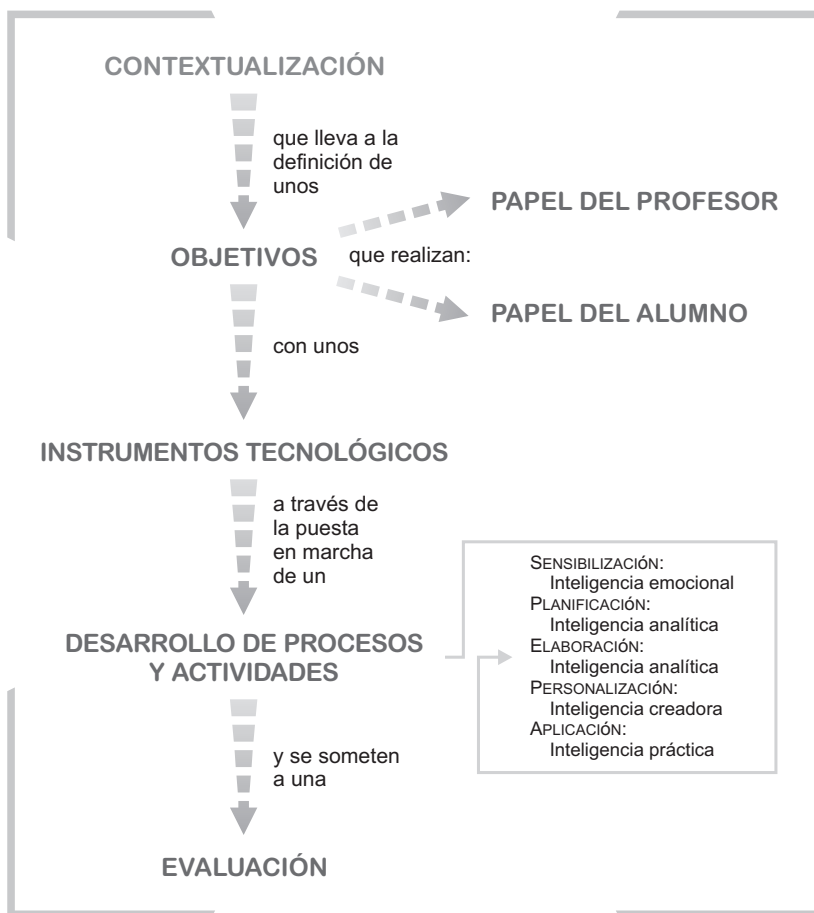 CONTEXTUALIZACIÓN
que lleva a la
definición de
unos
PAPEL DEL PROFESOR
OBJETIVOS
que realizan:
PAPEL DEL ALUMNO
con unos
INSTRUMENTOS TECNOLÓGICOS
a través de
la puesta
en marcha
de un
DESARROLLO DE PROCESOS
Y ACTIVIDADES
SENSIBILIZACIÓN:
Inteligencia emocional
PLANIFICACIÓN:
Inteligencia analítica
ELABORACIÓN:
Inteligencia analítica
PERSONALIZACIÓN:
Inteligencia creadora
APLICACIÓN:
Inteligencia práctica
y se someten
a una
EVALUACIÓN